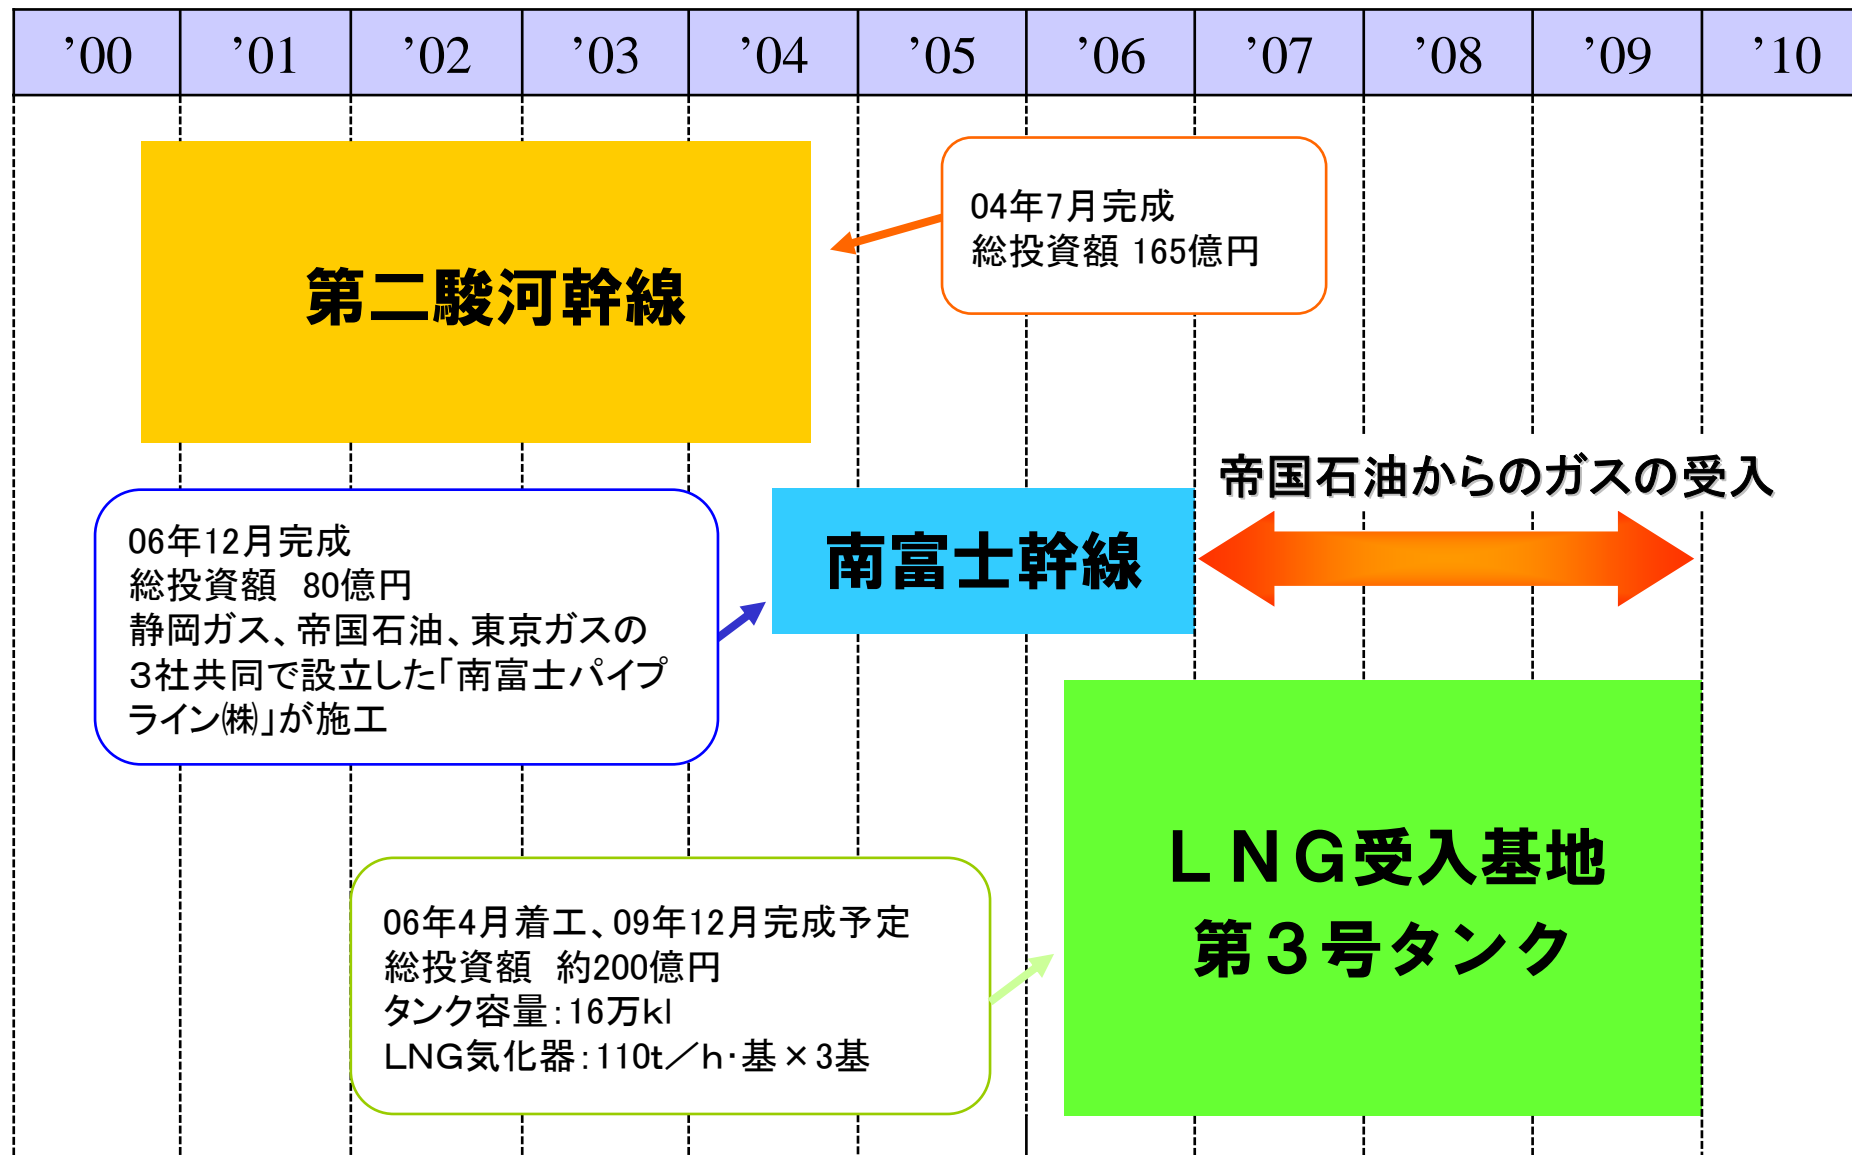 ’00 ’01 ’02 ’03 ’04 ’05 ’06 ’07 ’08 ’09 ’10
第二駿河幹線
04年7月完成
総投資額 165億円
帝国石油からのガスの受入
南富士幹線
06年12月完成
総投資額 80億円
静岡ガス、帝国石油、東京ガスの
3社共同で設立した「南富士パイプ
ライン㈱」が施工
LNG受入基地
第3号タンク
06年4月着工、09年12月完成予定
総投資額 約200億円
タンク容量:16万kl
LNG気化器:110t/h・基×3基